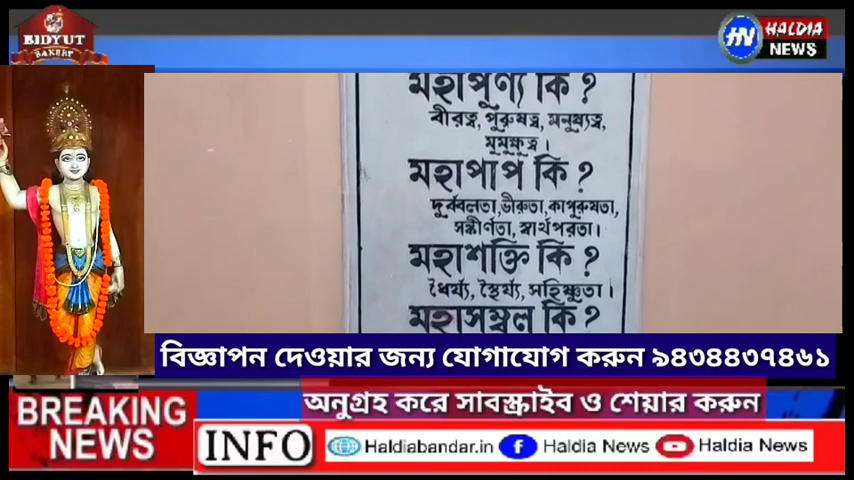 BIDYUT
BAKERY
HN HALDIA
NEWS
মহাপুণ্য কি?
বীরত্ব, পুরুষত্ব, মনুষ্যত্ব,
মুমুক্ষুত্ব।
মহাপাপ কি?
দুর্ব্বলতা,ভীরুতা,কাপুরুষতা,
সঙ্কীর্ণতা, স্বার্থপরতা।
মহাশক্তি কি?
ধৈর্য্য, স্থৈর্য্য, সহিষ্ণুতা।
মহাসম্বল কি?
বিজ্ঞাপন দেওয়ার জন্য যোগাযোগ করুন ৯৪৩৪৪৩৭৪৬১
অনুগ্রহ করে সাবস্ক্রাইব ও শেয়ার করুন
BREAKING
NEWS
INFO Haldiabandar.in Haldia News Haldia News